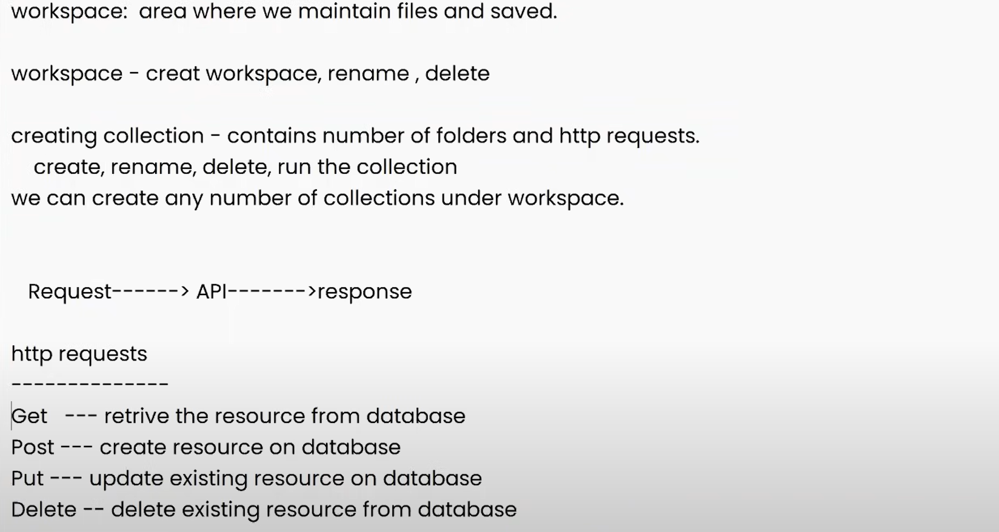 workspace:  area where we maintain files and saved.
workspace - creat workspace, rename , delete
creating collection - contains number of folders and http requests.
create, rename, delete, run the collection
we can create any number of collections under workspace.
Request------> API------->response
http requests
--------------
Get   --- retrive the resource from database
Post --- create resource on database
Put --- update existing resource on database
Delete -- delete existing resource from database